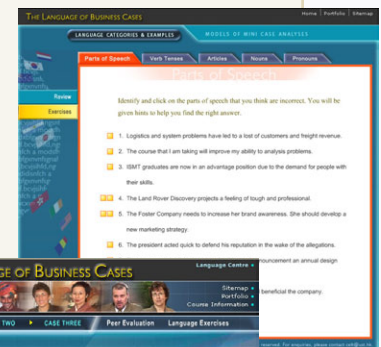 THE LANGUAGE OF BUSINESS CASES
Home | Portfolio | Sitemap
LANGUAGE CATEGORIES & EXAMPLES
MODELS OF MINI CASE ANALYSES
Parts of Speech
Verb Tenses
Articles
Nouns
Pronouns
Parts of Speech
Review
Exercises
Identify and click on the parts of speech that you think are incorrect. You will be
given hints to help you find the right answer.
1. Logistics and system problems have led to a lost of customers and freight revenue.
2. The course that I am taking will improve my ability to analysis problems.
3. ISMT graduates are now in an advantage position due to the demand for people with
their skills.
4. The Land Rover Discovery projects a feeling of tough and professional.
5. The Foster Company needs to increase her brand awareness. She should develop a
new marketing strategy.
6. The president acted quick to defend his reputation in the wake of the allegations.
nouncement an annual design
beneficial the company.
GE OF BUSINESS CASES
Language Centre
Sitemap
Portfolio
Course Information
TWO
CASE THREE
Peer Evaluation
Language Exercises